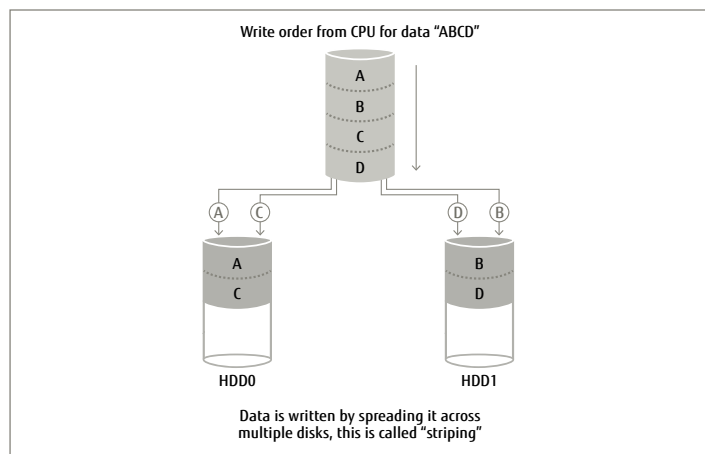 Write order from CPU for data “ABCD”
A
B
C
D
A
C
D
B
A
C
B
D
HDD0
HDD1
Data is written by spreading it across
multiple disks, this is called “striping”